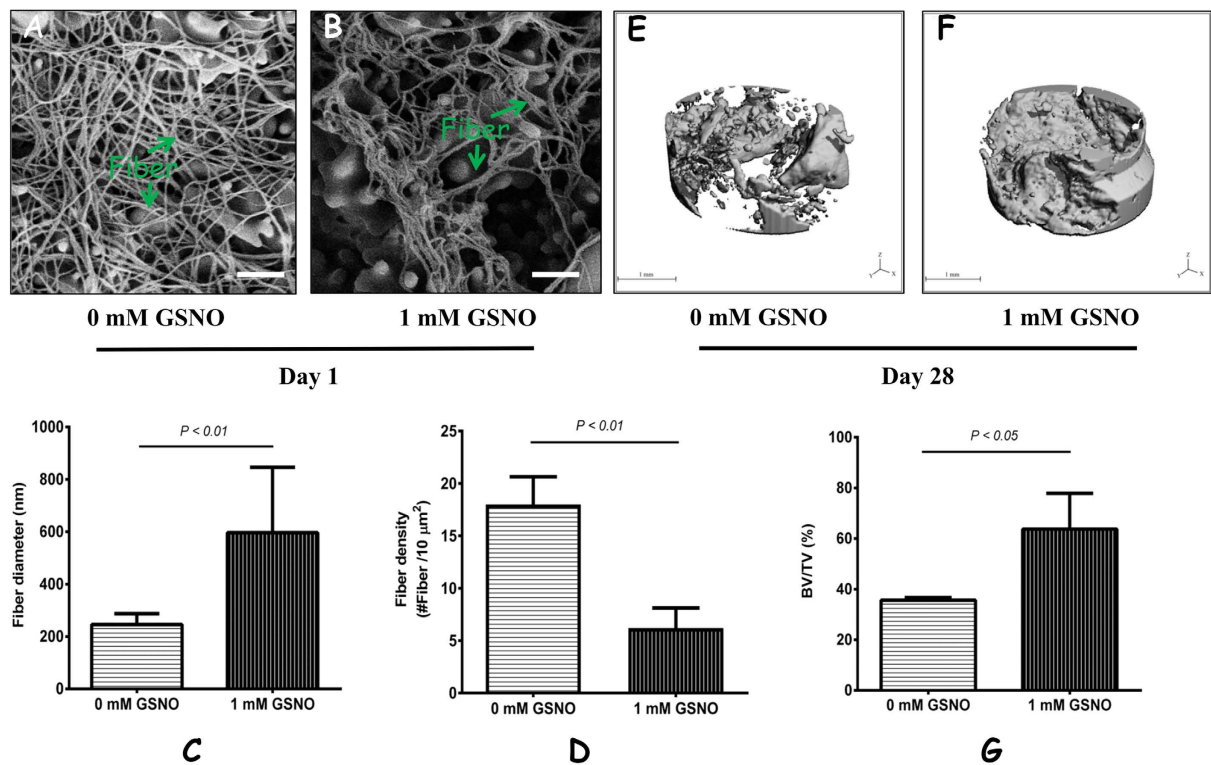 A
B
E
F
Fiber
Fiber
1 mm
Z
Y
X
1 mm
Z
Y
X
0 mM GSNO
1 mM GSNO
0 mM GSNO
1 mM GSNO
Day 1
Day 28
Fiber diameter (nm)
1000
800
600
400
200
0
P < 0.01
0 mM GSNO
1 mM GSNO
C
Fiber density
(#Fiber /10 μm²)
25
20
15
10
5
0
P < 0.01
0 mM GSNO
1 mM GSNO
D
BV/TV (%)
100
80
60
40
20
0
P < 0.05
0 mM GSNO
1 mM GSNO
G